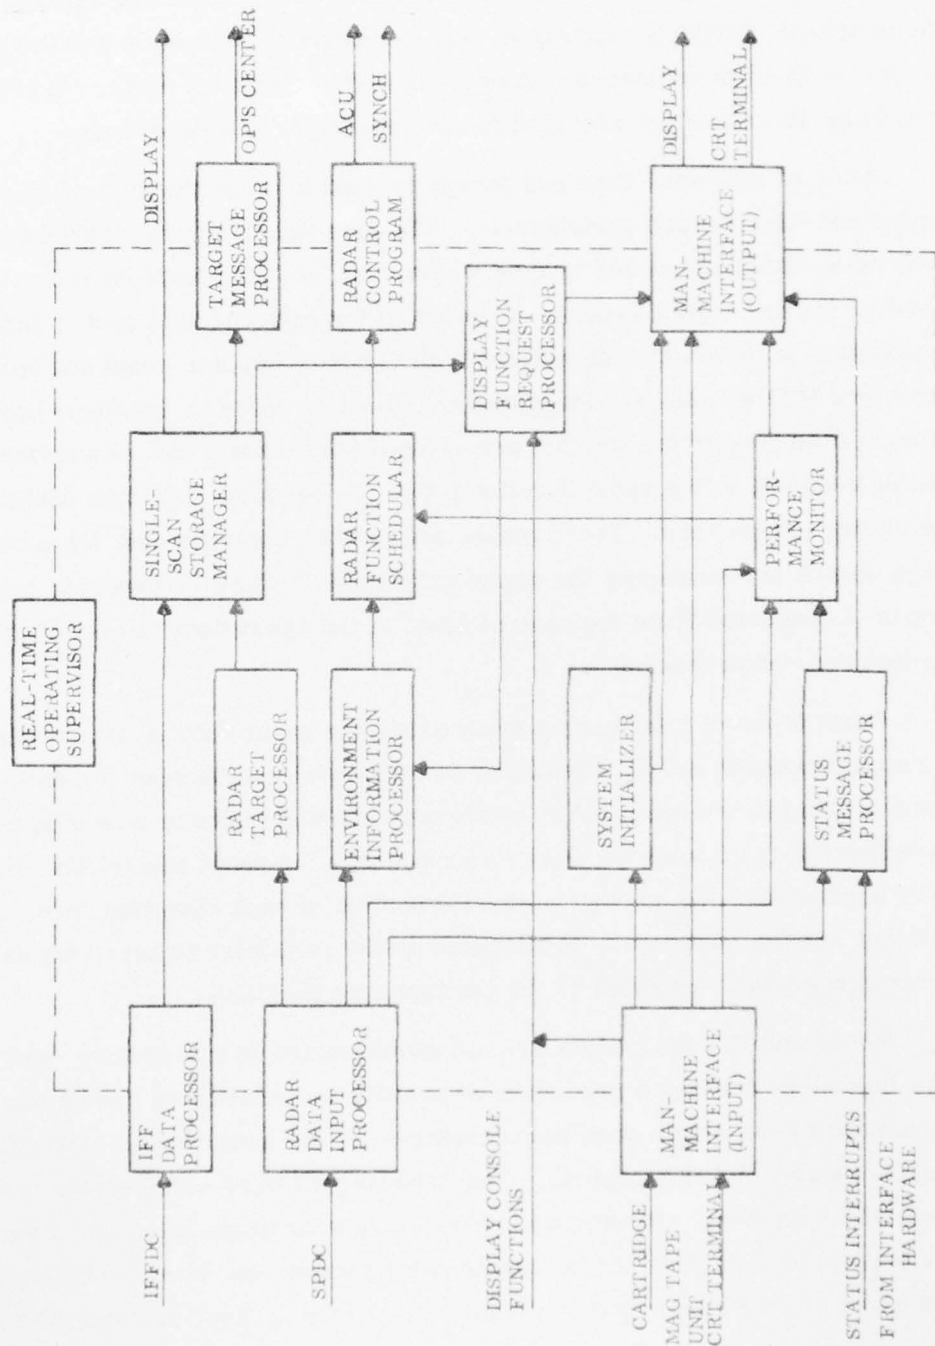 REAL-TIME
OPERATING
SUPERVISOR
IFFDC
IFF
DATA
PROCESSOR
SINGLE-
SCAN
STORAGE
MANAGER
DISPLAY
TARGET
MESSAGE
PROCESSOR
OP'S CENTER
SPDC
RADAR
DATA
INPUT
PROCESSOR
RADAR
TARGET
PROCESSOR
ENVIRONMENT
INFORMATION
PROCESSOR
RADAR
FUNCTION
SCHEDULAR
RADAR
CONTROL
PROGRAM
ACU
SYNCH
DISPLAY CONSOLE
FUNCTIONS
DISPLAY
FUNCTION
REQUEST
PROCESSOR
CARTRIDGE
MAG TAPE
UNIT
CRT TERMINAL
MAN-
MACHINE
INTERFACE
(INPUT)
SYSTEM
INITIALIZER
PERFOR-
MANCE
MONITOR
MAN-
MACHINE
INTERFACE
(OUTPUT)
DISPLAY
CRT
TERMINAL
STATUS INTERRUPTS
FROM INTERFACE
HARDWARE
STATUS
MESSAGE
PROCESSOR